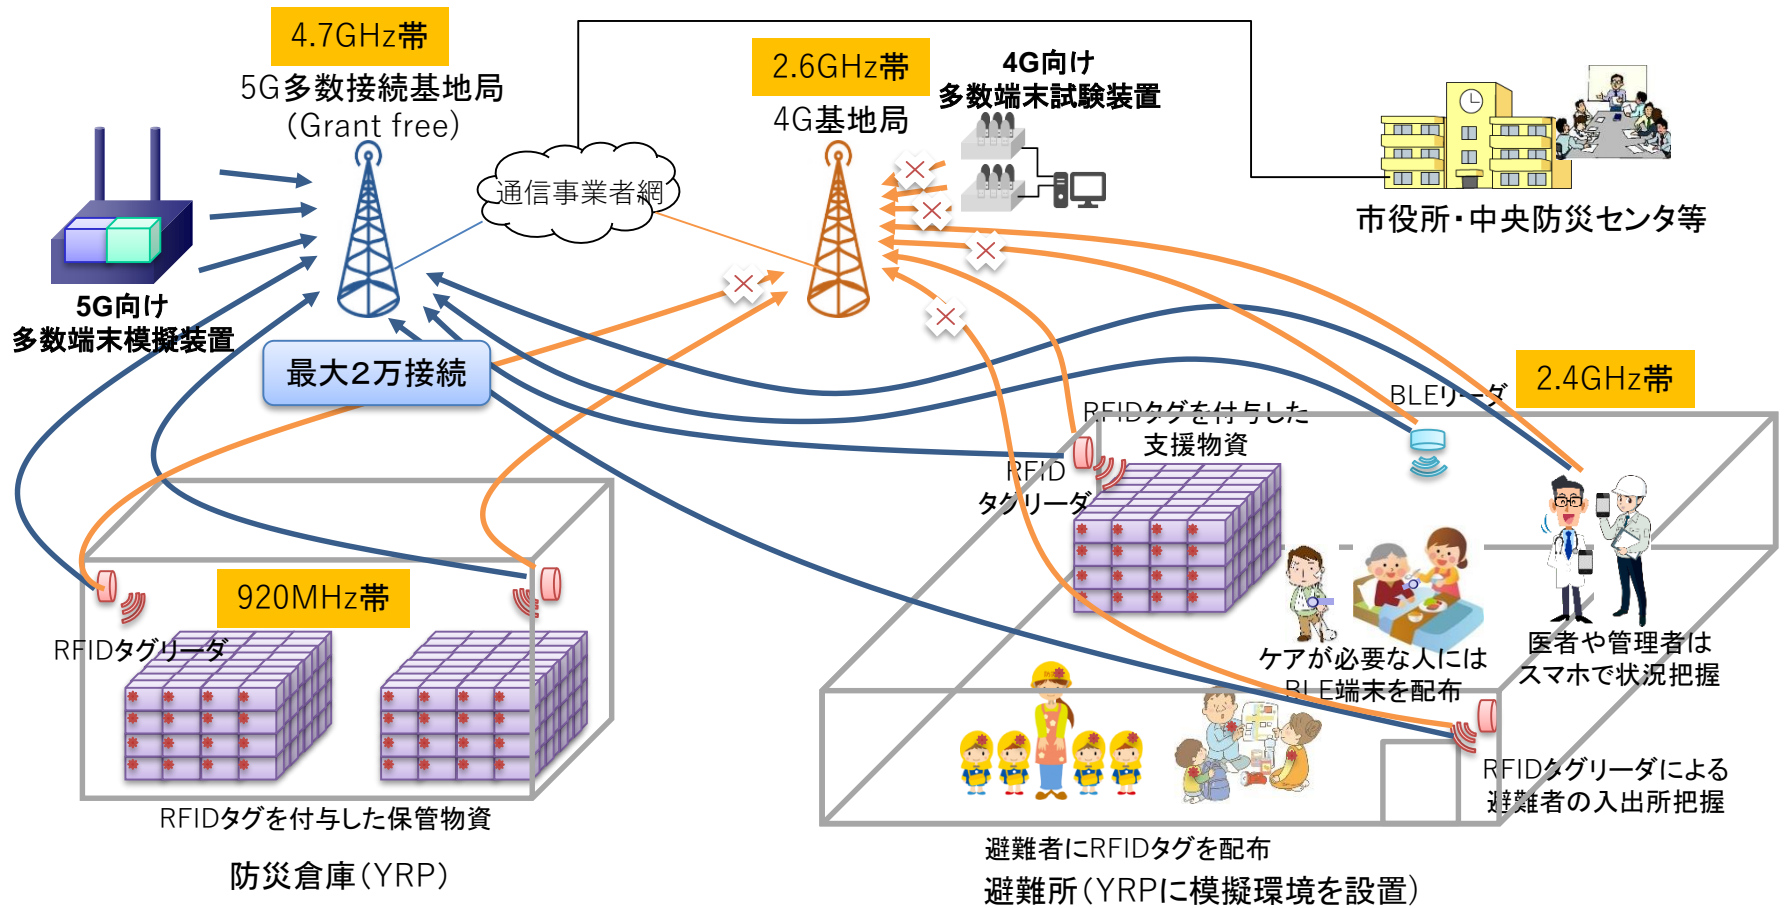 4.7GHz帯
5G多数接続基地局
（Grant free）
2.6GHz帯
4G基地局
4G向け
多数端末試験装置
通信事業者網
市役所・中央防災センタ等
5G向け
多数端末模擬装置
最大２万接続
2.4GHz帯
BLEリーダ
RFIDタグを付与した
支援物資
RFID
タグリーダ
920MHz帯
RFIDタグリーダ
ケアが必要な人には
BLE端末を配布
医者や管理者は
スマホで状況把握
RFIDタグリーダによる
避難者の入出所把握
RFIDタグを付与した保管物資
防災倉庫（YRP）
避難者にRFIDタグを配布
避難所（YRPに模擬環境を設置）